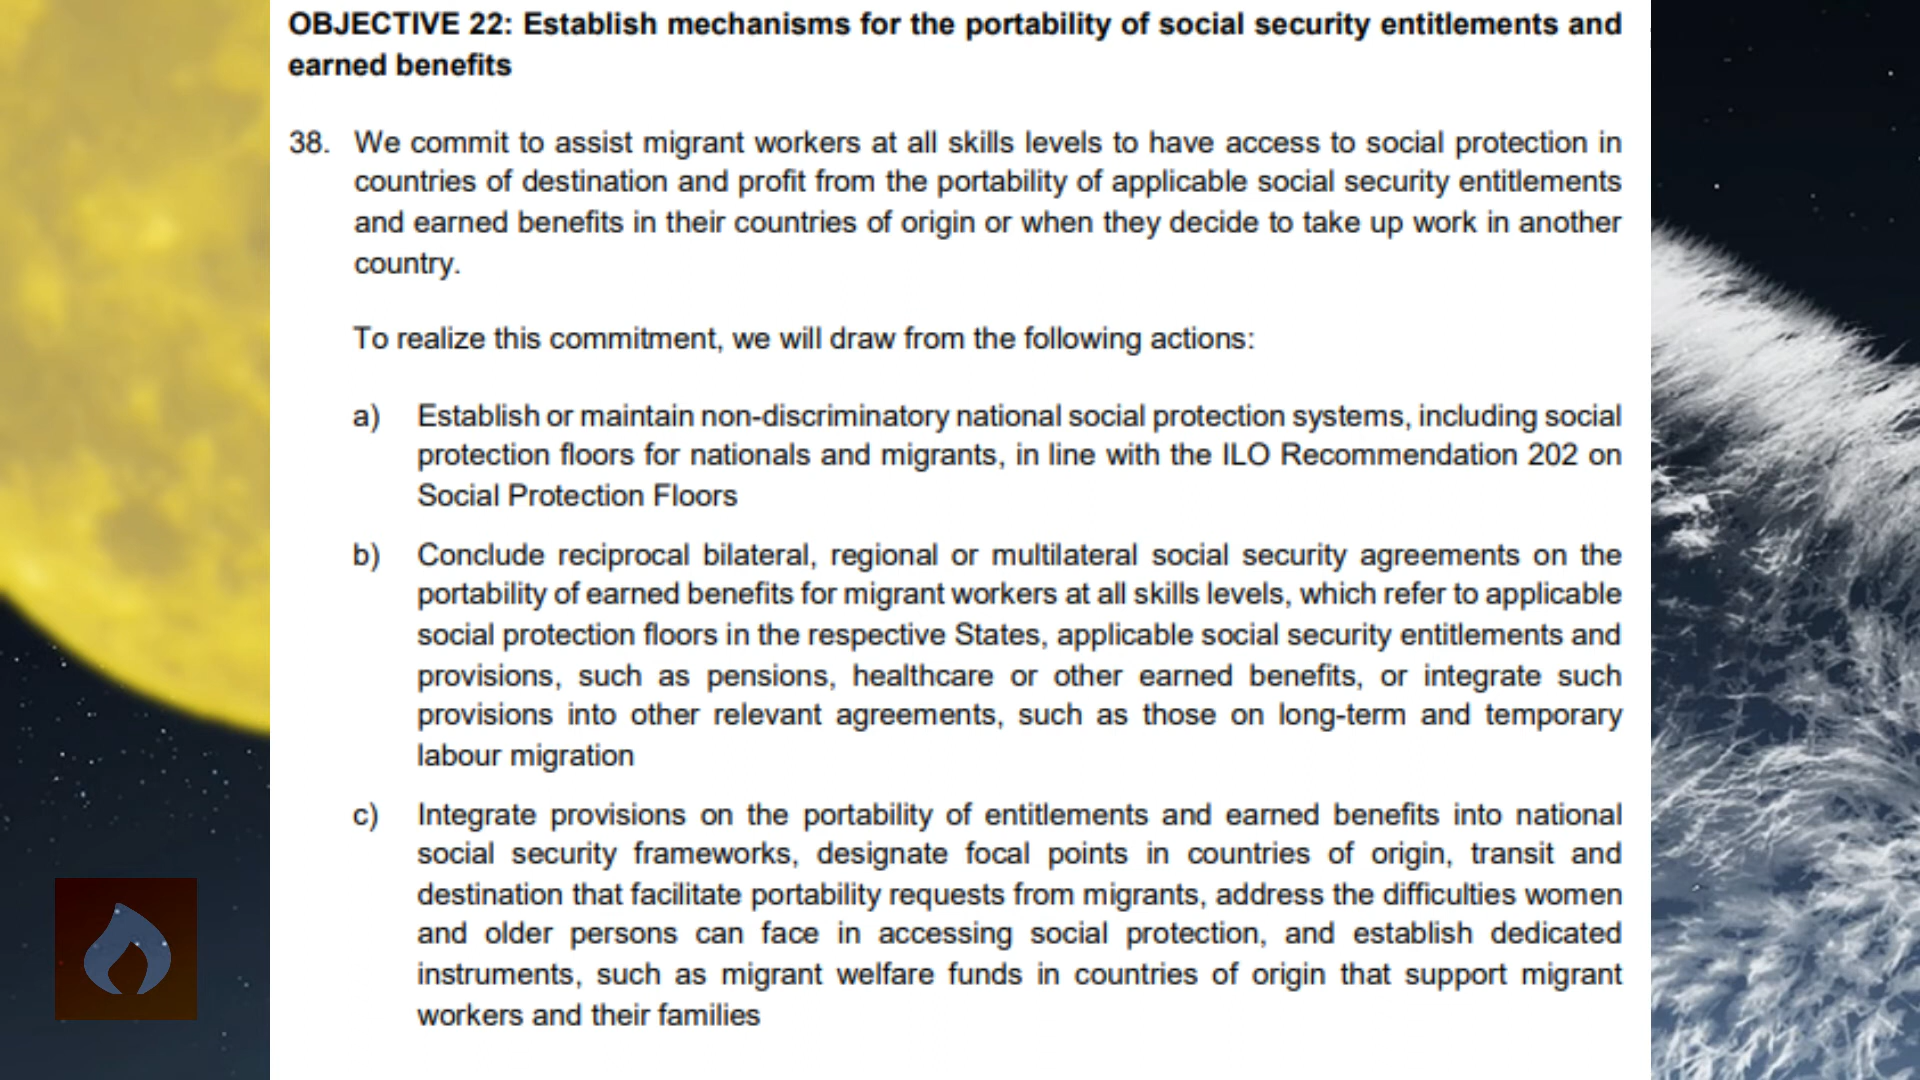 OBJECTIVE 22: Establish mechanisms for the portability of social security entitlements and
earned benefits
38. We commit to assist migrant workers at all skills levels to have access to social protection in
countries of destination and profit from the portability of applicable social security entitlements
and earned benefits in their countries of origin or when they decide to take up work in another
country.
To realize this commitment, we will draw from the following actions:
a) Establish or maintain non-discriminatory national social protection systems, including social
protection floors for nationals and migrants, in line with the ILO Recommendation 202 on
Social Protection Floors
b) Conclude reciprocal bilateral, regional or multilateral social security agreements on the
portability of earned benefits for migrant workers at all skills levels, which refer to applicable
social protection floors in the respective States, applicable social security entitlements and
provisions, such as pensions, healthcare or other earned benefits, or integrate such
provisions into other relevant agreements, such as those on long-term and temporary
labour migration
c) Integrate provisions on the portability of entitlements and earned benefits into national
social security frameworks, designate focal points in countries of origin, transit and
destination that facilitate portability requests from migrants, address the difficulties women
and older persons can face in accessing social protection, and establish dedicated
instruments, such as migrant welfare funds in countries of origin that support migrant
workers and their families